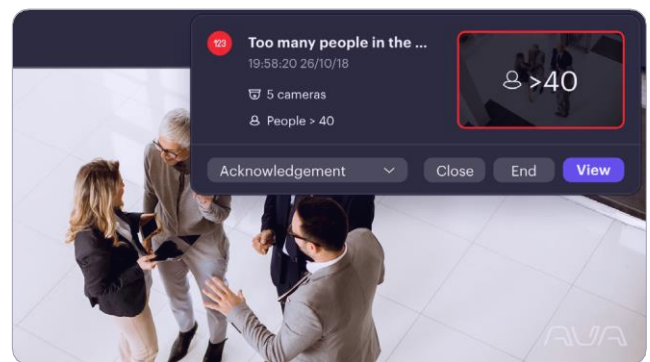 123
Too many people in the ...
19:58:20 26/10/18
5 cameras
People > 40
>40
Acknowledgement
Close
End
View
AVA